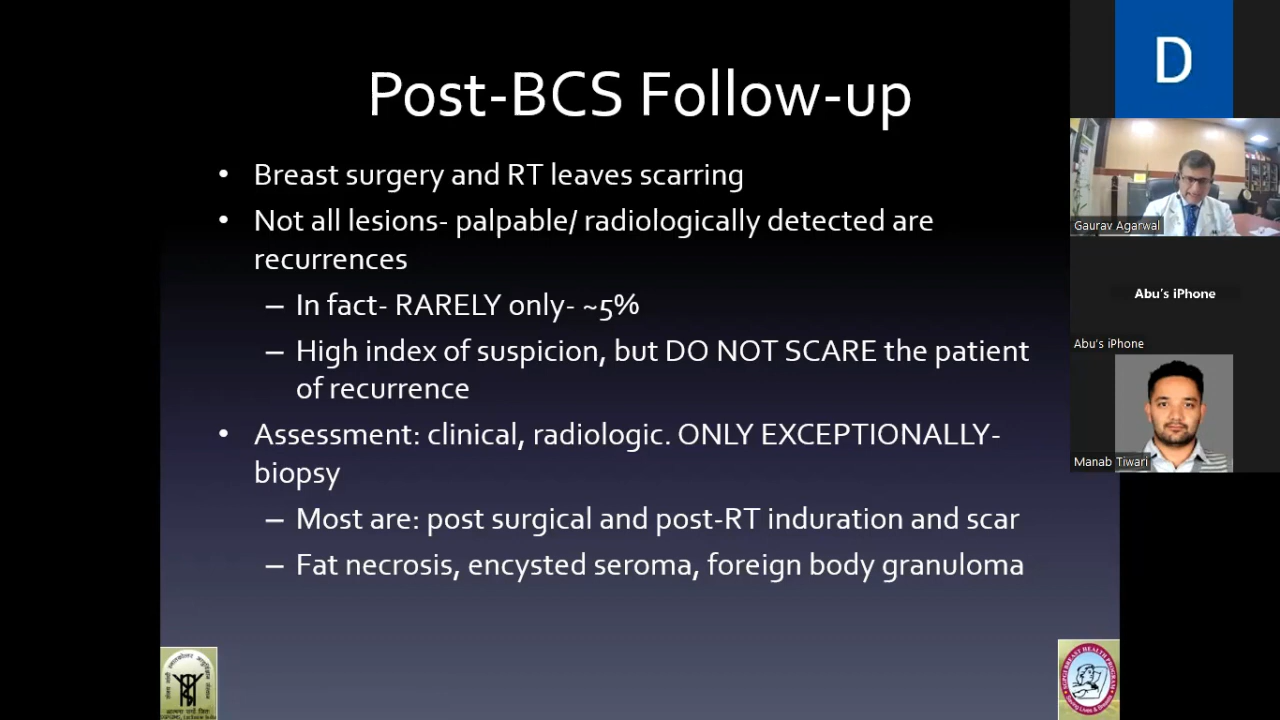 Post-BCS Follow-up
• Breast surgery and RT leaves scarring
• Not all lesions- palpable/ radiologically detected are
recurrences
– In fact- RARELY only- ~5%
– High index of suspicion, but DO NOT SCARE the patient
of recurrence
• Assessment: clinical, radiologic. ONLY EXCEPTIONALLY-
biopsy
– Most are: post surgical and post-RT induration and scar
– Fat necrosis, encysted seroma, foreign body granuloma
D
Gaurav Agarwal
Abu's iPhone
Abu's iPhone
Manab Tiwari